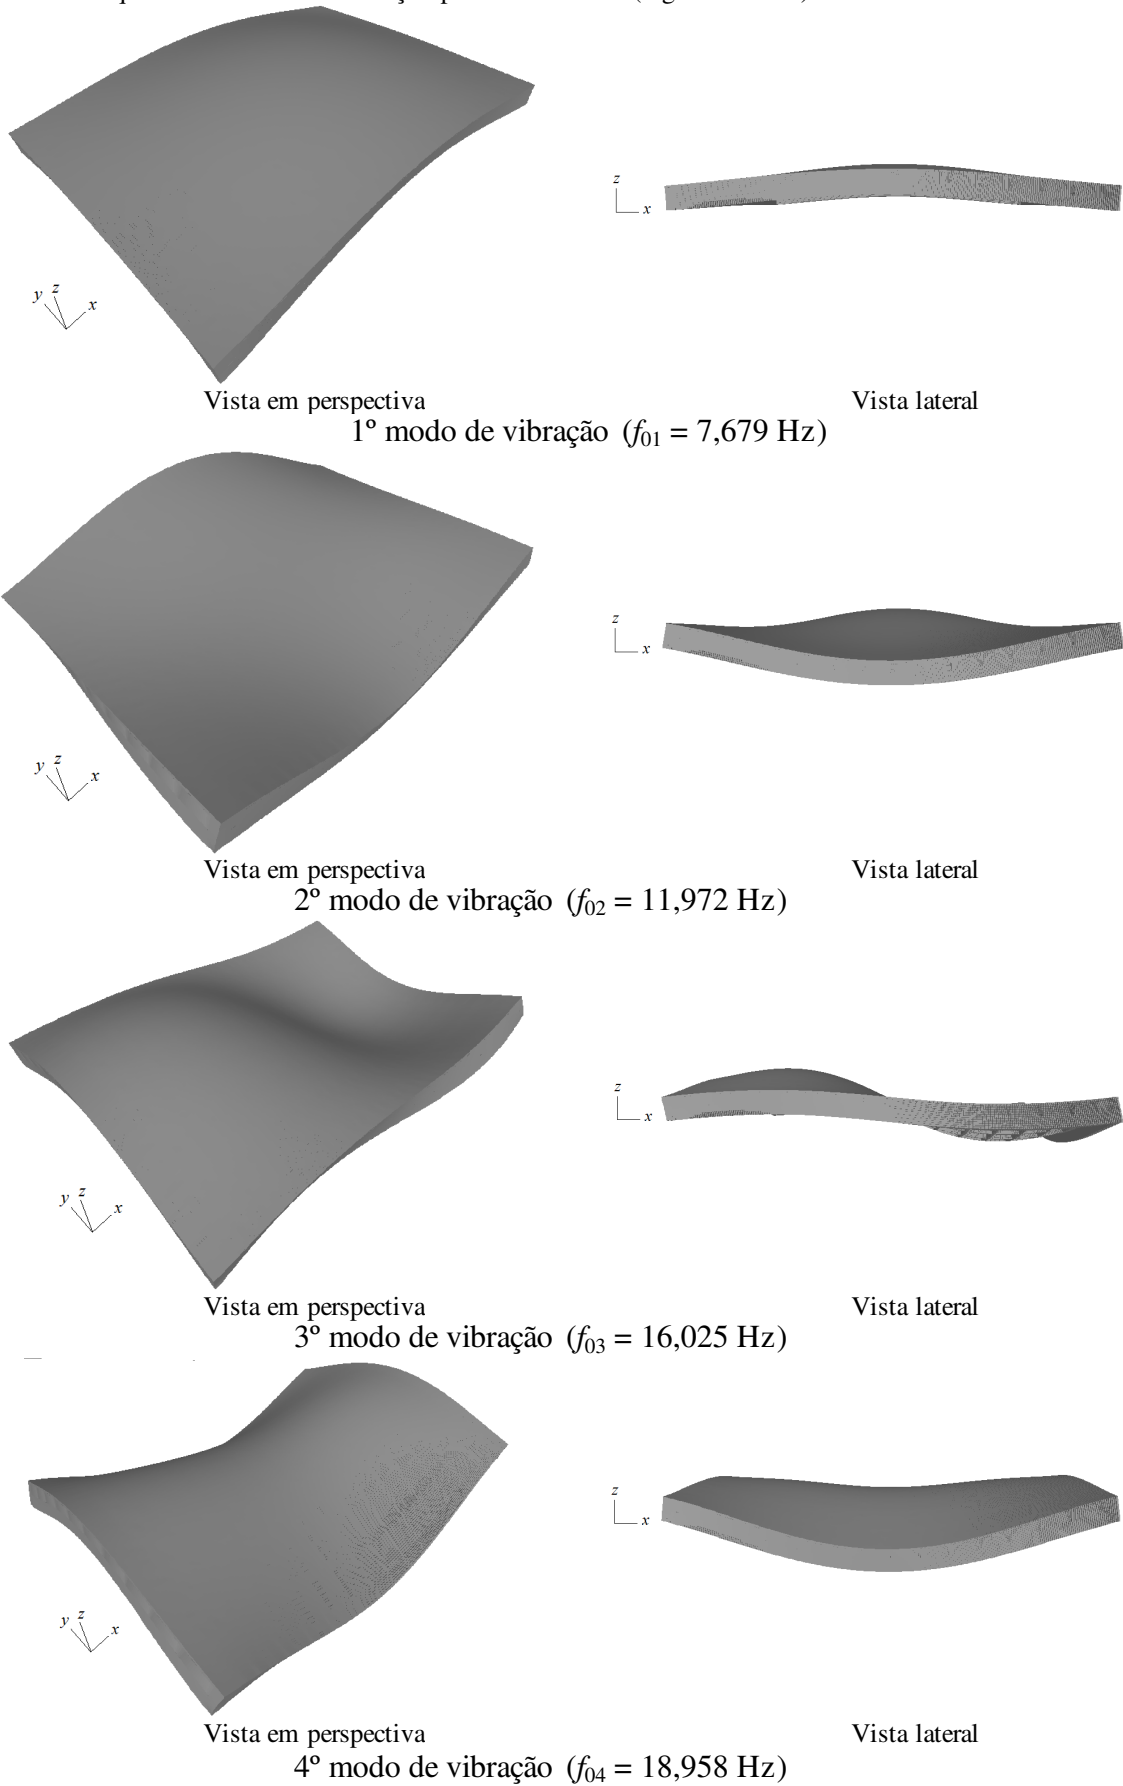 z
x
y z
x
Vista em perspectiva Vista lateral
1º modo de vibração (f01 = 7,679 Hz)
z
x
y z
x
Vista em perspectiva Vista lateral
2º modo de vibração (f02 = 11,972 Hz)
z
x
y z
x
Vista em perspectiva Vista lateral
3º modo de vibração (f03 = 16,025 Hz)
z
x
y z
x
Vista em perspectiva Vista lateral
4º modo de vibração (f04 = 18,958 Hz)